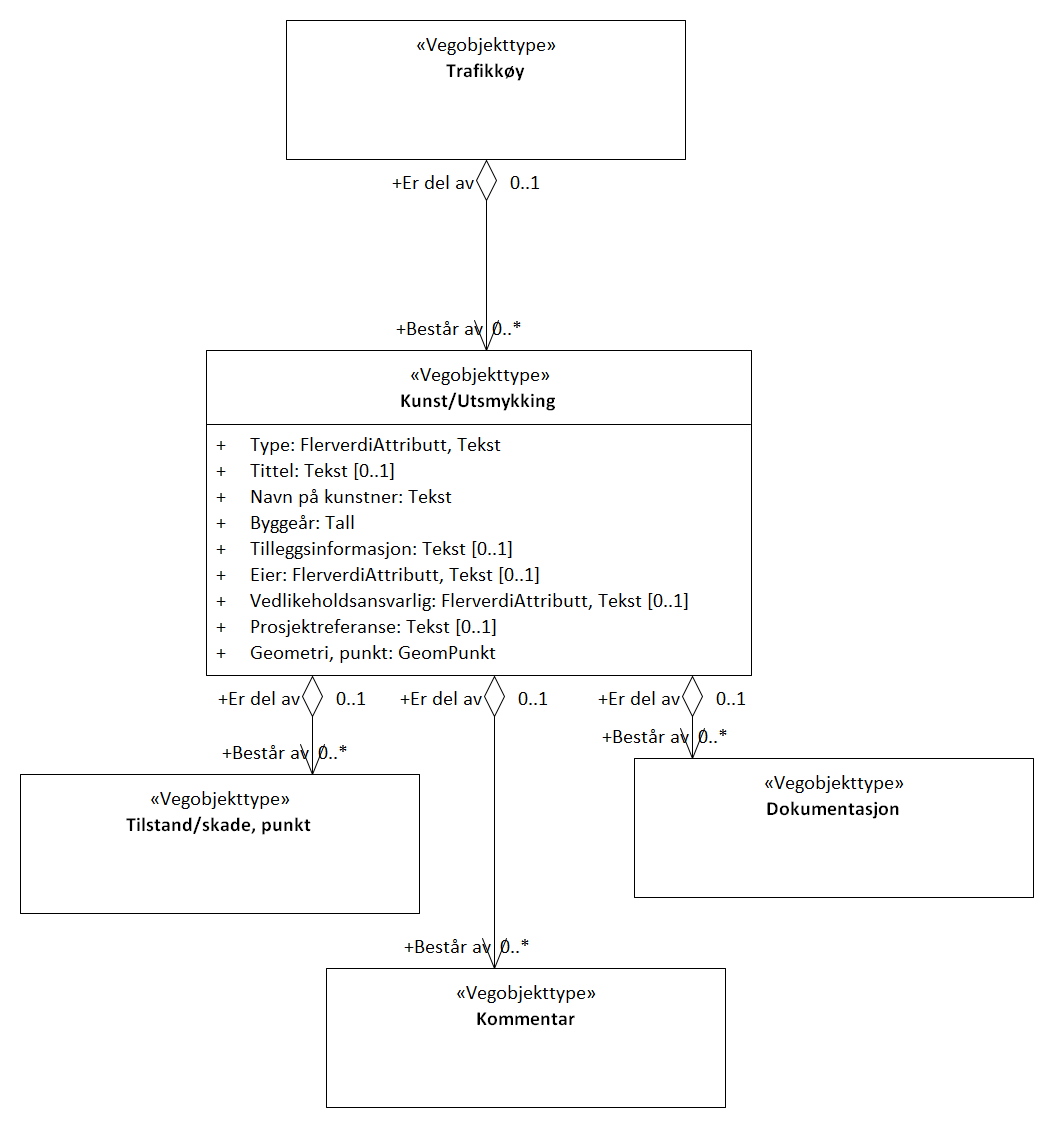 «Vegobjekttype»
Trafikkøy
+Er del av 0..1
+Består av 0..*
«Vegobjekttype»
Kunst/Utsmykking
+ Type: FlerverdiAttributt, Tekst
+ Tittel: Tekst [0..1]
+ Navn på kunstner: Tekst
+ Byggeår: Tall
+ Tilleggsinformasjon: Tekst [0..1]
+ Eier: FlerverdiAttributt, Tekst [0..1]
+ Vedlikeholdsansvarlig: FlerverdiAttributt, Tekst [0..1]
+ Prosjektreferanse: Tekst [0..1]
+ Geometri, punkt: GeomPunkt
+Er del av 0..1 +Er del av 0..1 +Er del av 0..1
+Består av 0..*
+Består av 0..*
«Vegobjekttype»
Dokumentasjon
«Vegobjekttype»
Tilstand/skade, punkt
+Består av 0..*
«Vegobjekttype»
Kommentar